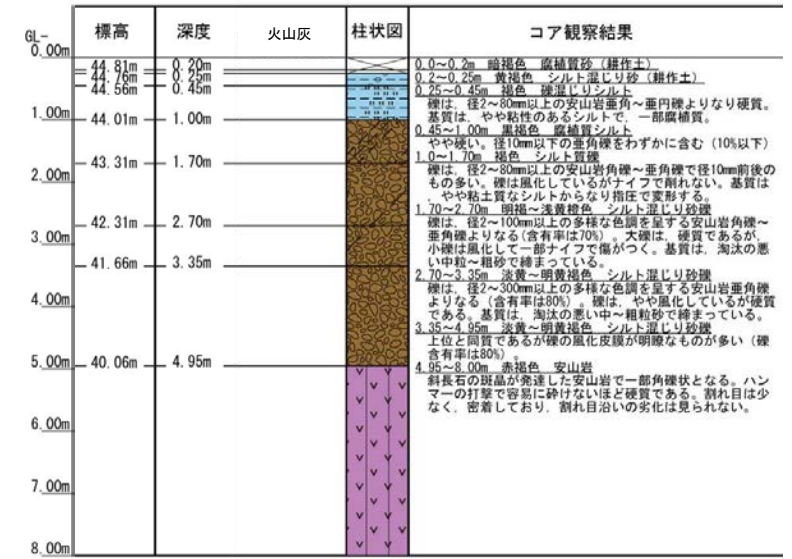 標高 深度 火山灰 柱状図 コア観察結果
GL-
0.00m
44.81m 0.20m
44.76m 0.25m
44.56m 0.45m
1.00m 44.01m 1.00m
43.31m 1.70m
2.00m
42.31m 2.70m
3.00m
41.66m 3.35m
4.00m
5.00m 40.06m 4.95m
6.00m
7.00m
8.00m
0.0～0.2m 暗褐色 腐植質砂（耕作土）
0.2～0.25m 黄褐色 シルト混じり砂（耕作土）
0.25～0.45m 褐色 礫混じりシルト
礫は，径2～80mm以上の安山岩亜角～亜円礫よりなり硬質。
基質は，やや粘性のあるシルトで，一部腐植質。
0.45～1.00m 黒褐色 腐植質シルト
やや硬い。径10mm以下の亜角礫をわずかに含む（10%以下）
1.0～1.70m 褐色 シルト質礫
礫は，径2～80mm以上の安山岩角礫～亜角礫で径10mm前後の
もの多い。礫は風化しているがナイフで削れない。基質は
，やや粘土質なシルトからなり指圧で変形する。
1.70～2.70m 明褐～浅黄橙色 シルト混じり砂礫
礫は，径2～100mm以上の多様な色調を呈する安山岩角礫～
亜角礫よりなる（含有率は70%）。大礫は，硬質であるが，
小礫は風化して一部ナイフで傷がつく。基質は，淘汰の悪
い中粒～粗砂で締まっている。
2.70～3.35m 淡黄～明黄褐色 シルト混じり砂礫
礫は，径2～300mm以上の多様な色調を呈する安山岩亜角礫
よりなる（含有率は80%）。礫は，やや風化しているが硬質
である。基質は，淘汰の悪い中～粗粒砂で締まっている。
3.35～4.95m 淡黄～明黄褐色 シルト混じり砂礫
上位と同質であるが礫の風化皮膜が明瞭なものが多い（礫
含有率は80%）。
4.95～8.00m 赤褐色 安山岩
斜長石の斑晶が発達した安山岩で一部角礫状となる。ハン
マーの打撃で容易に砕けないほど硬質である。割れ目は少
なく，密着しており，割れ目沿いの劣化は見られない。